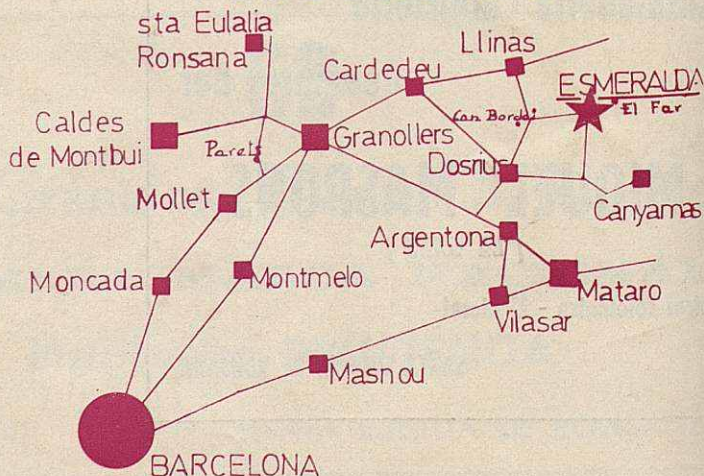 sta Eulalia
Ronsana
Llinas
Cardedeu
ESMERALDA
El Far
Can Bordoi
Caldes
de Montbui
Granollers
Parets
Dosrius
Mollet
Canyamas
Argentona
Moncada
Montmelo
Mataro
Vilasar
Masnou
BARCELONA